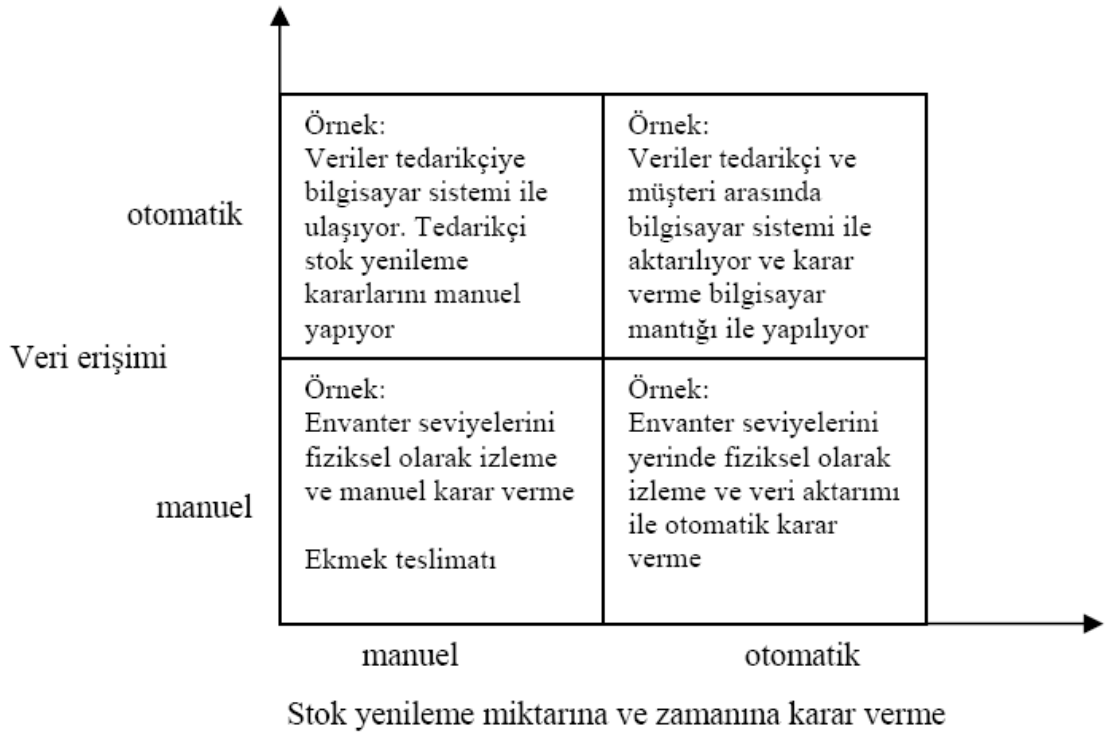 otomatik
Örnek:
Veriler tedarikçiye
bilgisayar sistemi ile
ulaşıyor. Tedarikçi
stok yenileme
kararlarını manuel
yapıyor
Örnek:
Veriler tedarikçi ve
müşteri arasında
bilgisayar sistemi ile
aktarılıyor ve karar
verme bilgisayar
mantığı ile yapılıyor
Veri erişimi
manuel
Örnek:
Envanter seviyelerini
fiziksel olarak izleme
ve manuel karar verme
Ekmek teslimatı
Örnek:
Envanter seviyelerini
yerinde fiziksel olarak
izleme ve veri aktarımı
ile otomatik karar
verme
manuel
otomatik
Stok yenileme miktarına ve zamanına karar verme